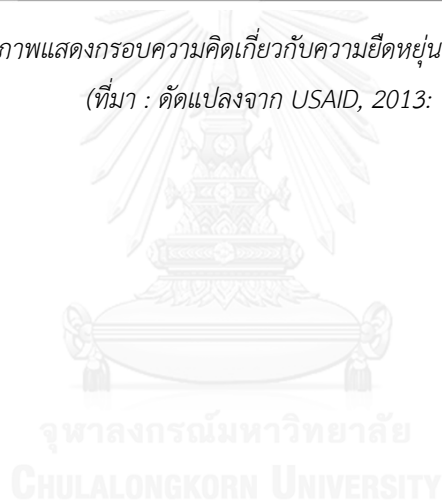 ภาพแสดงกรอบความคิดเกี่ยวกับความยืดหยุ่น
(ที่มา : ดัดแปลงจาก USAID, 2013:
จุฬาลงกรณ์มหาวิทยาลัย
CHULALONGKORN UNIVERSITY